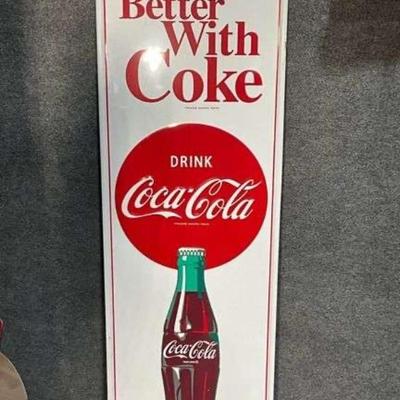 Better
With
Coke
DRINK
Coca-Cola
Coca-Cola